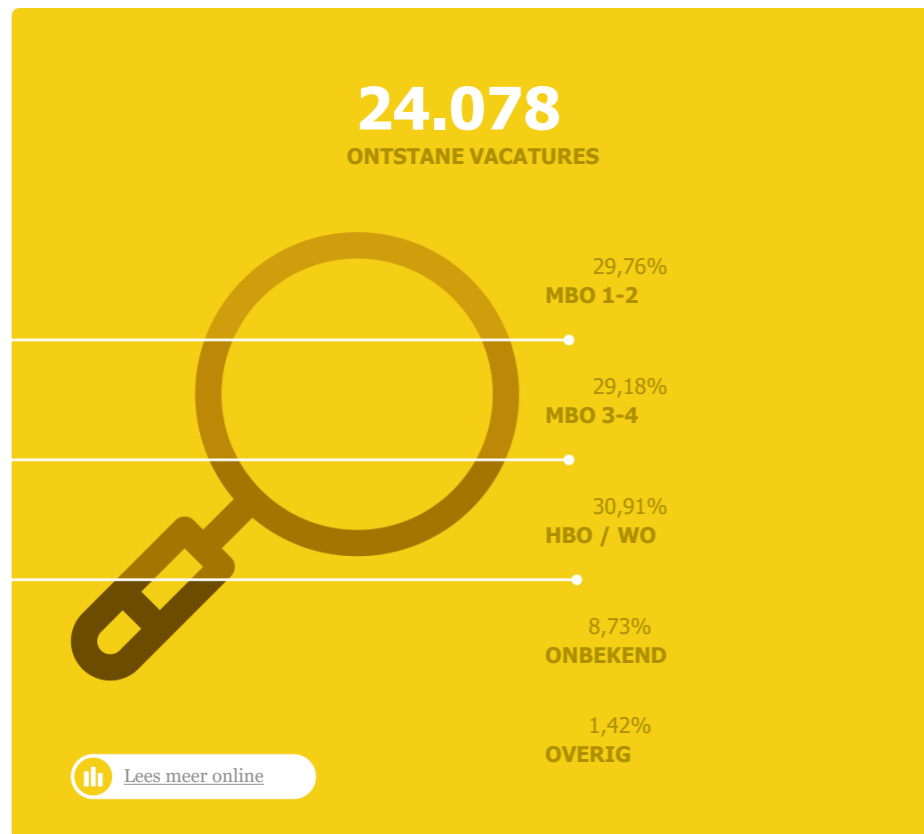 24.078
ONTSTANE VACATURES
29,76%
MBO 1-2
29,18%
MBO 3-4
30,91%
HBO / WO
8,73%
ONBEKEND
1,42%
OVERIG
Lees meer online